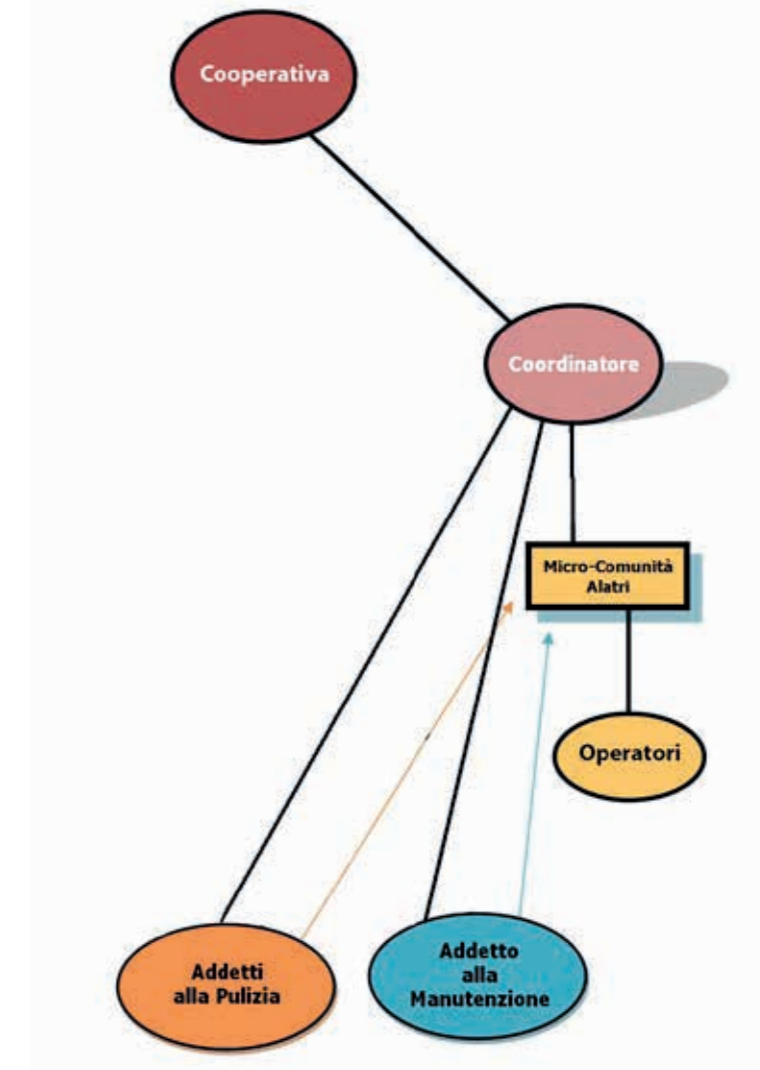 Cooperativa
Coordinatore
Micro-Comunità
Alatri
Operatori
Addetti
alla Pulizia
Addetto
alla
Manutenzione